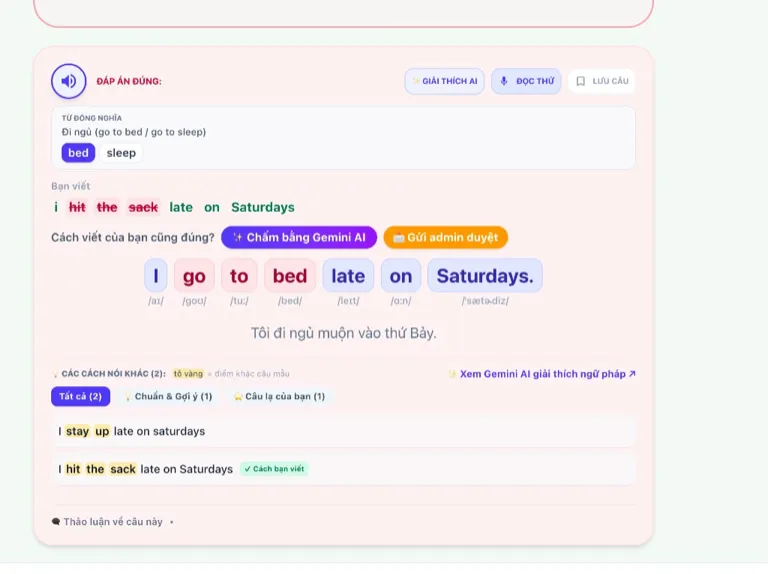 ĐÁP ÁN ĐÚNG: ✨GIẢI THÍCH AI ĐỌC THỬ LƯU CÂU
TỪ ĐỒNG NGHĨA
Đi ngủ (go to bed / go to sleep)
bed sleep
Bạn viết
i hit the sack late on Saturdays
Cách viết của bạn cũng đúng? ✨ Chấm bằng Gemini AI 📨 Gửi admin duyệt
I go to bed late on Saturdays.
/aɪ/ /ɡoʊ/ /tuː/ /bed/ /leɪt/ /ɑːn/ /ˈsætɚdiz/
Tôi đi ngủ muộn vào thứ Bảy.
💡 CÁC CÁCH NÓI KHÁC (2): tô vàng = điểm khác câu mẫu ✨ Xem Gemini AI giải thích ngữ pháp ↗
Tất cả (2) 💡 Chuẩn & Gợi ý (1) ⭐ Câu lạ của bạn (1)
I stay up late on saturdays
I hit the sack late on Saturdays ✓ Cách bạn viết
🗨 Thảo luận về câu này •